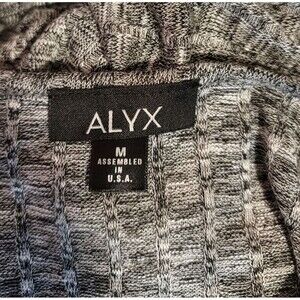 ALYX
M
ASSEMBLED
IN
U.S.A.